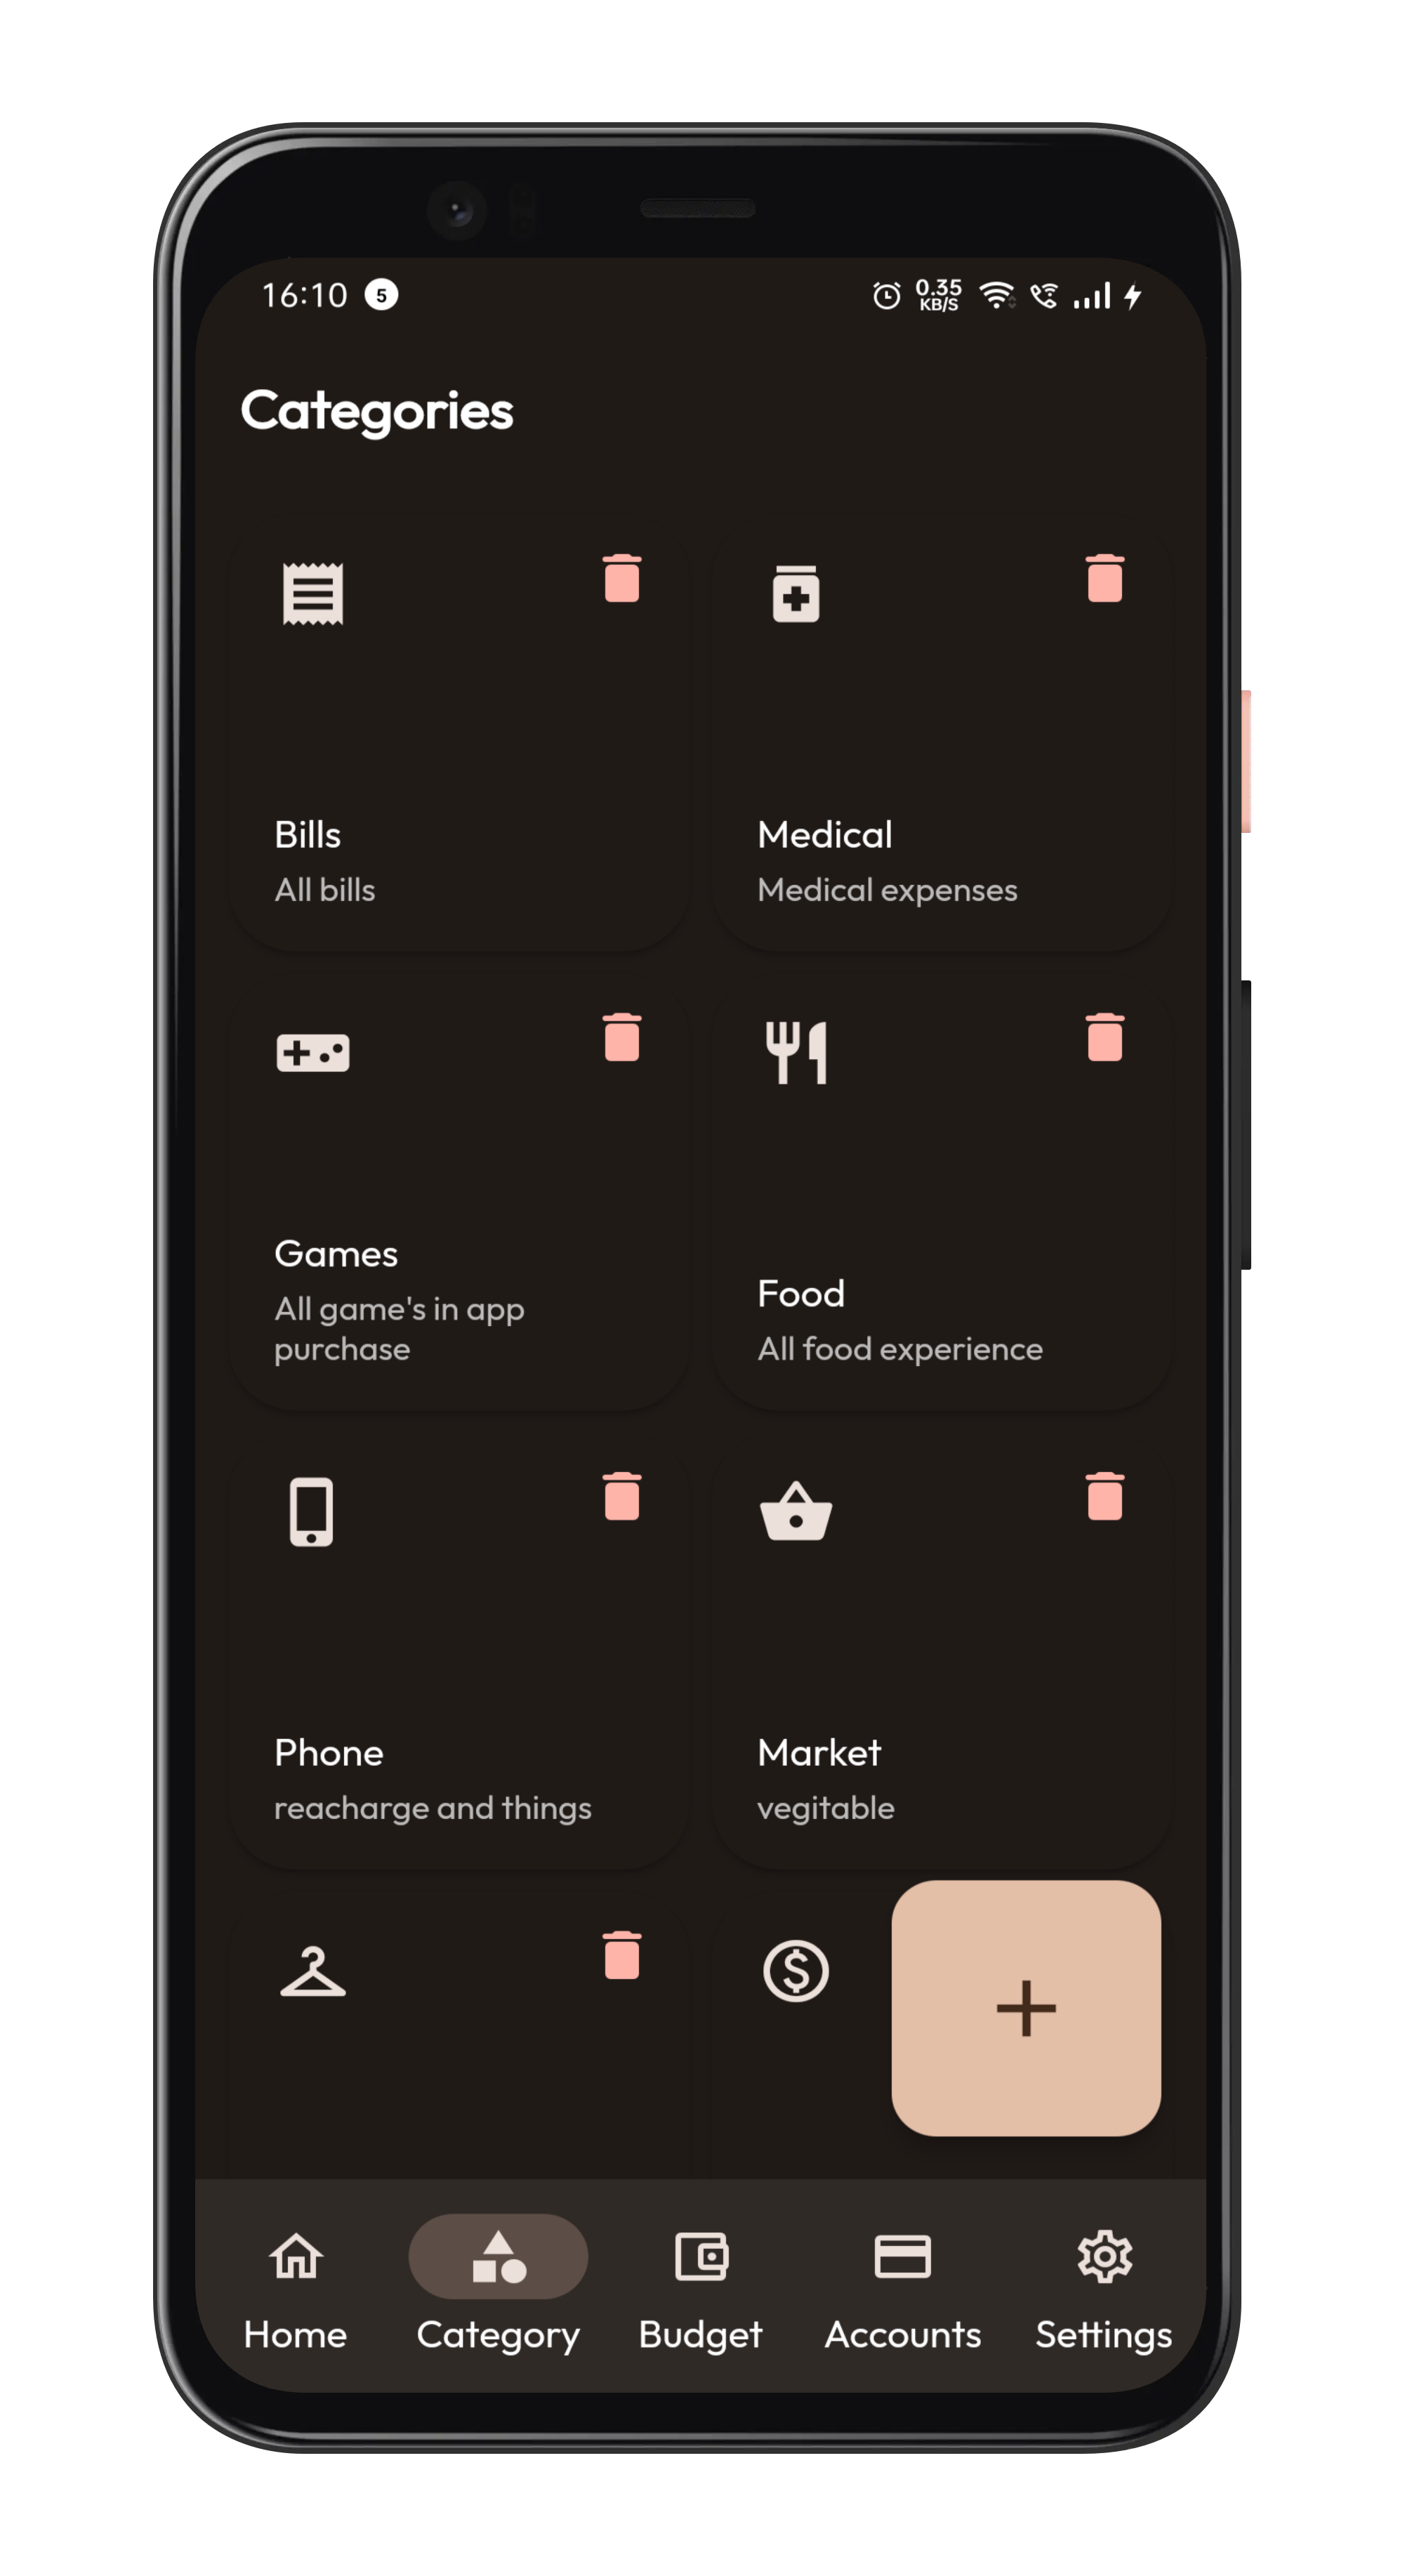 16:10 5 0.35 KB/S
Categories
Bills
All bills
Medical
Medical expenses
Games
All game's in app
purchase
Food
All food experience
Phone
reacharge and things
Market
vegitable
Home Category Budget Accounts Settings